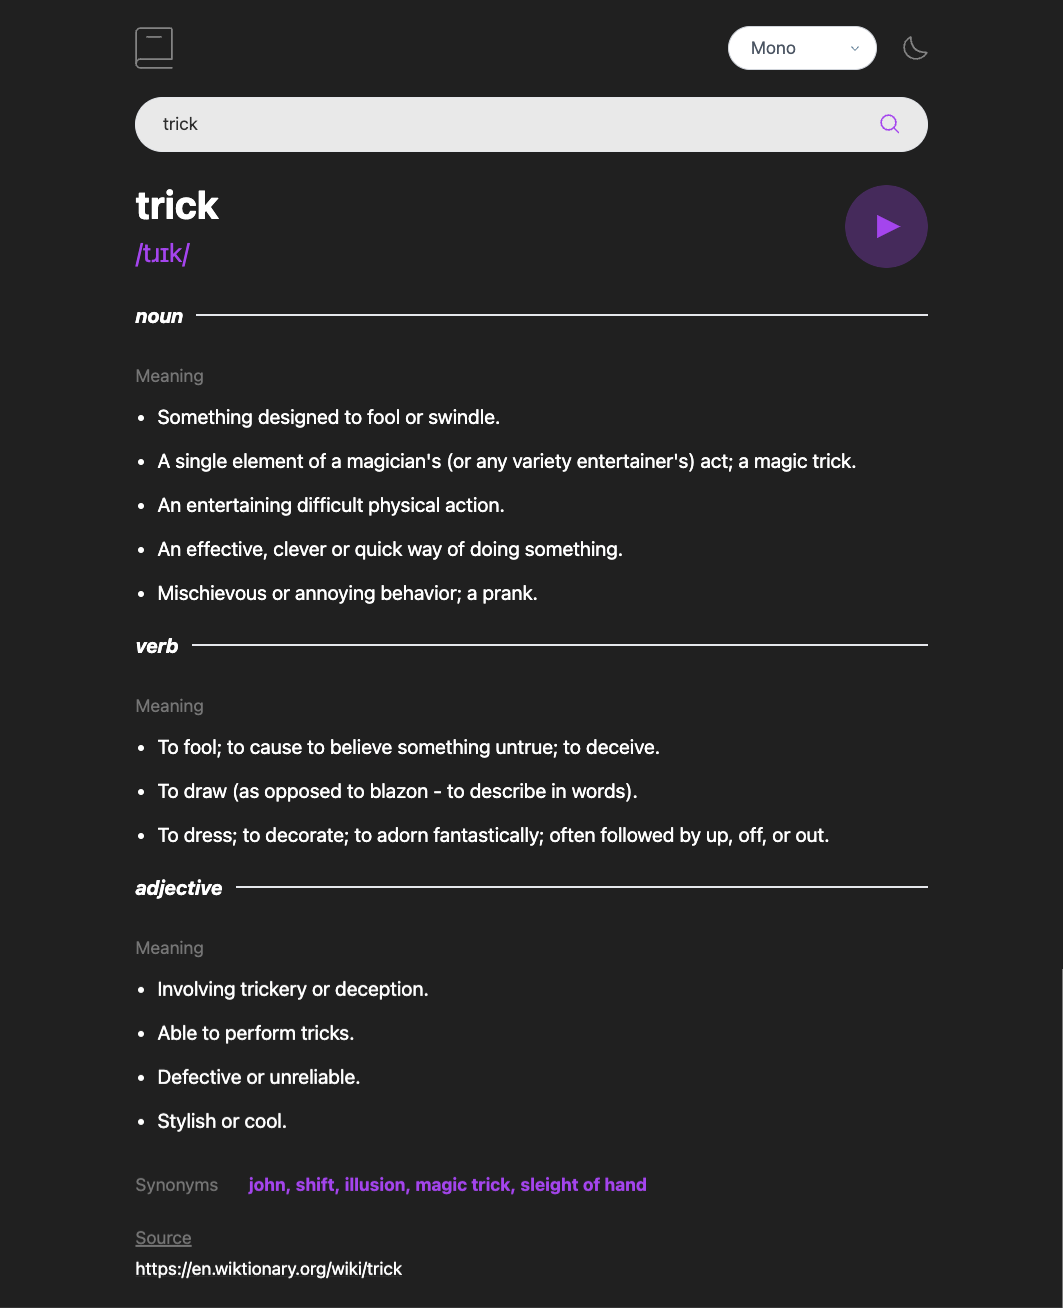 Mono
trick
trick
/tɹɪk/
noun
Meaning
• Something designed to fool or swindle.
• A single element of a magician's (or any variety entertainer's) act; a magic trick.
• An entertaining difficult physical action.
• An effective, clever or quick way of doing something.
• Mischievous or annoying behavior; a prank.
verb
Meaning
• To fool; to cause to believe something untrue; to deceive.
• To draw (as opposed to blazon - to describe in words).
• To dress; to decorate; to adorn fantastically; often followed by up, off, or out.
adjective
Meaning
• Involving trickery or deception.
• Able to perform tricks.
• Defective or unreliable.
• Stylish or cool.
Synonyms john, shift, illusion, magic trick, sleight of hand
Source
https://en.wiktionary.org/wiki/trick